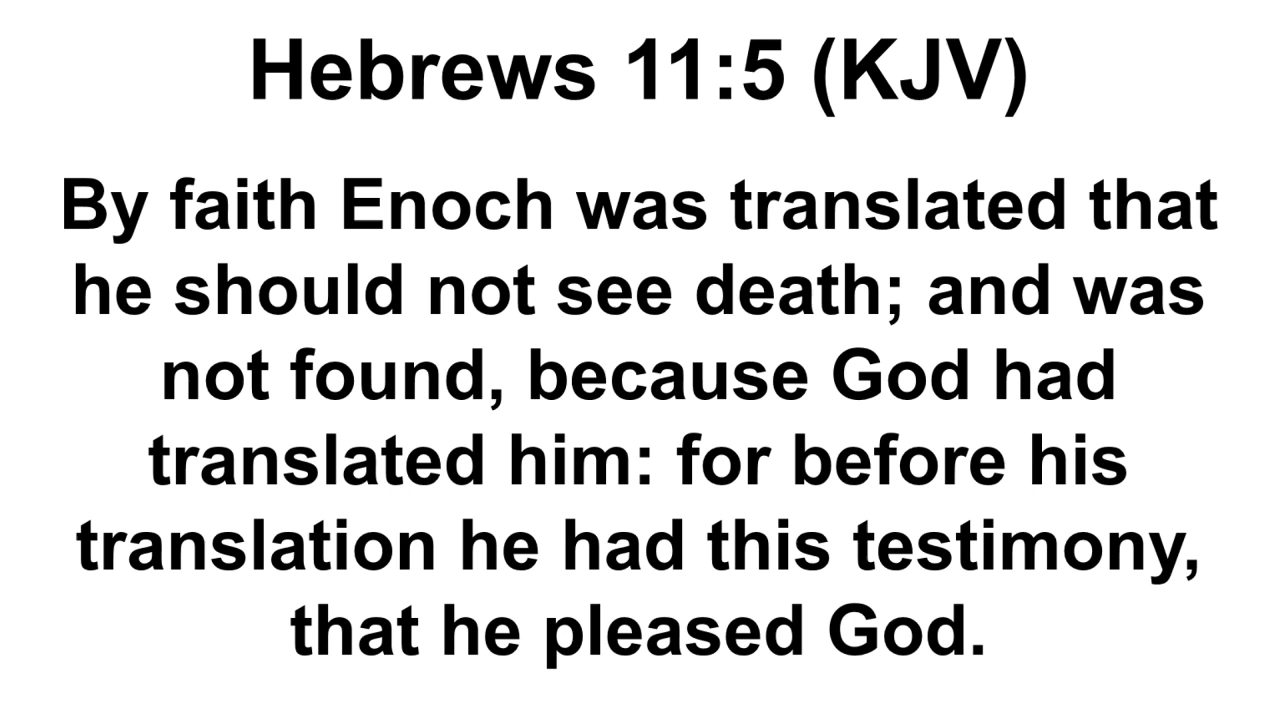 Hebrews 11:5 (KJV)
By faith Enoch was translated that
he should not see death; and was
not found, because God had
translated him: for before his
translation he had this testimony,
that he pleased God.